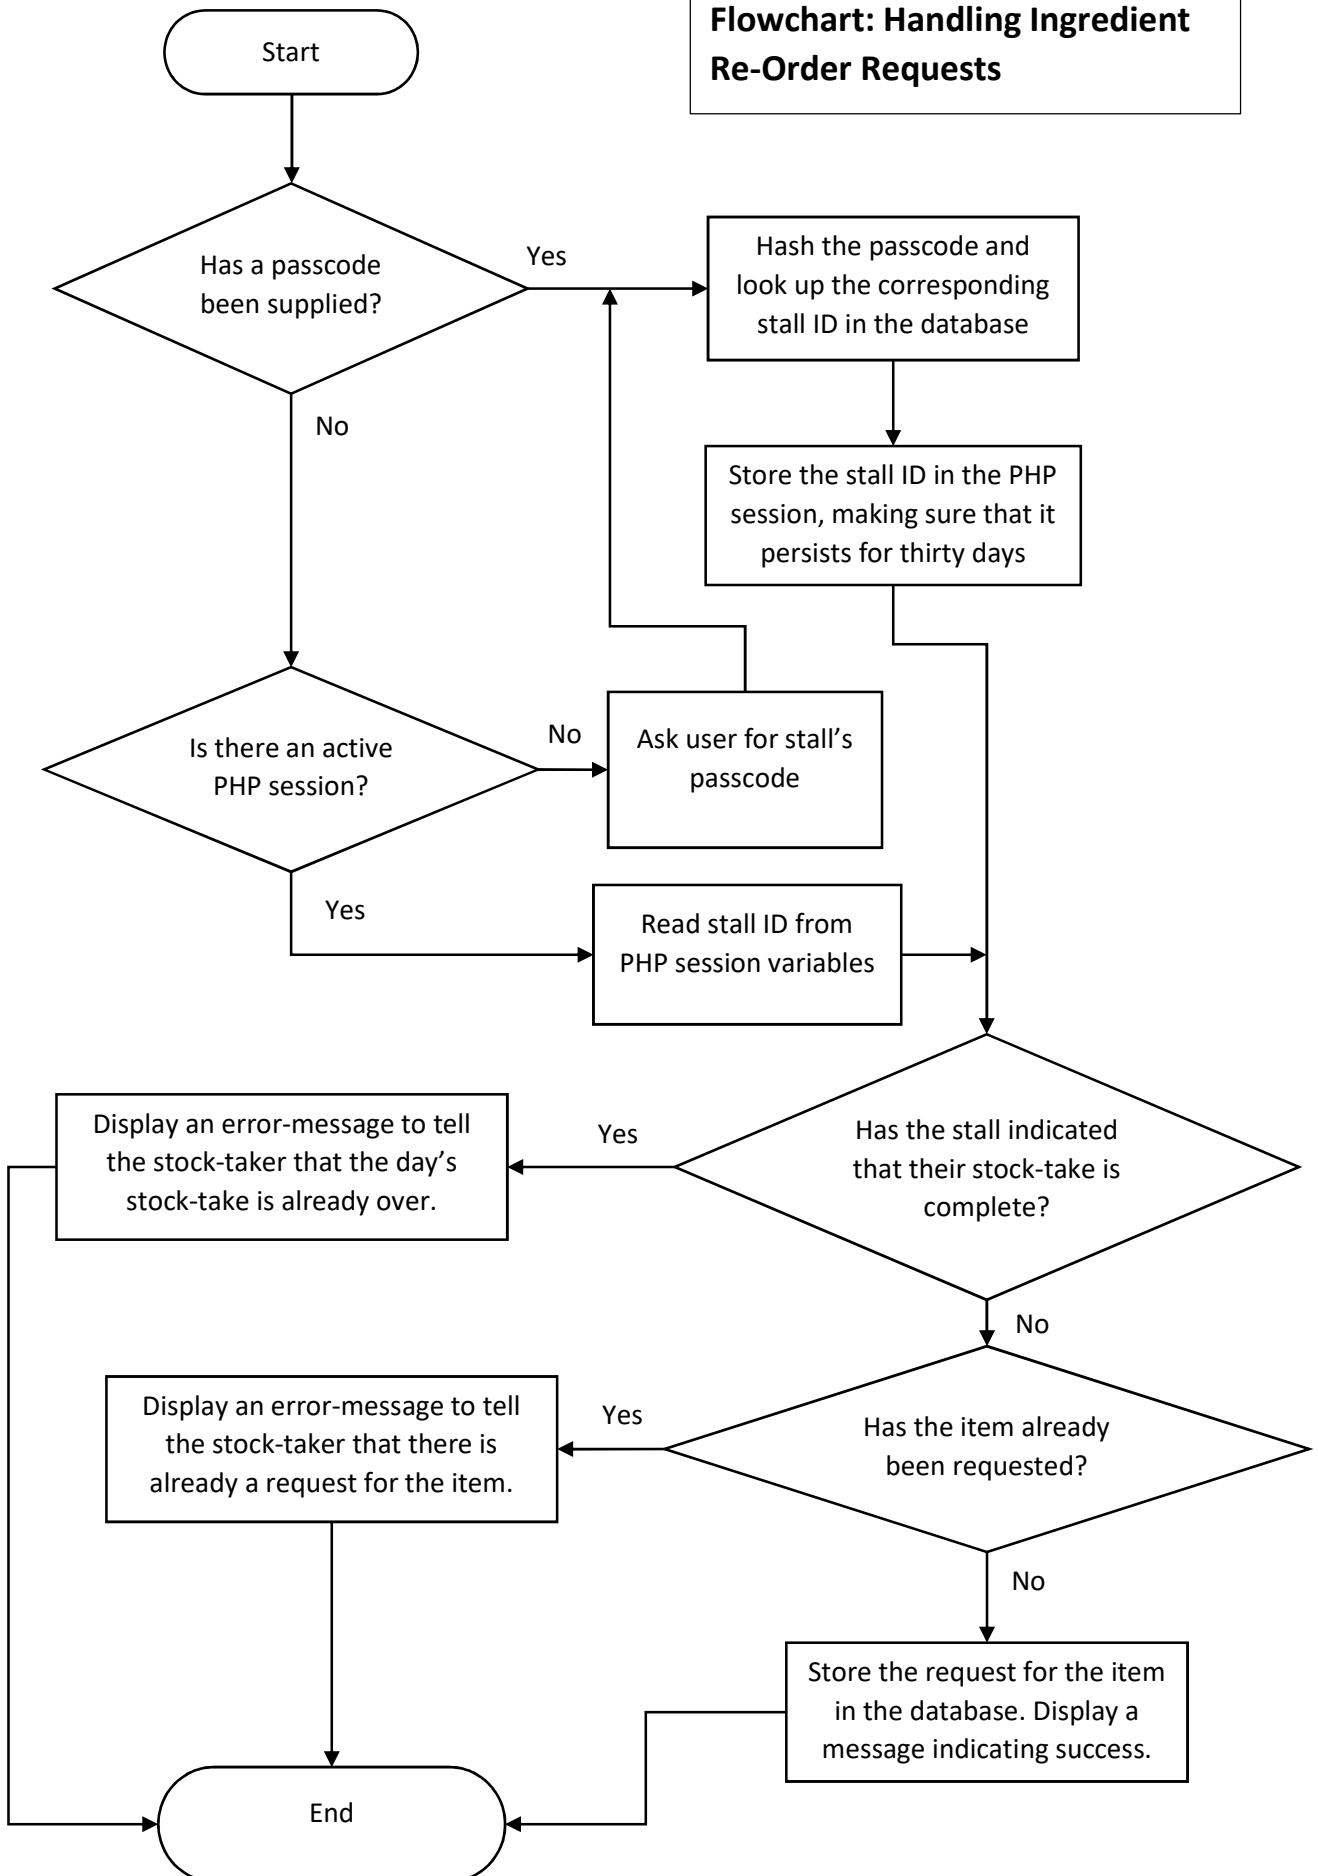 Flowchart: Handling Ingredient
Re-Order Requests
Start
Has a passcode
been supplied?
Yes
Hash the passcode and
look up the corresponding
stall ID in the database
No
Store the stall ID in the PHP
session, making sure that it
persists for thirty days
Is there an active
PHP session?
No
Ask user for stall’s
passcode
Yes
Read stall ID from
PHP session variables
Has the stall indicated
that their stock-take is
complete?
Yes
Display an error-message to tell
the stock-taker that the day’s
stock-take is already over.
No
Has the item already
been requested?
Yes
Display an error-message to tell
the stock-taker that there is
already a request for the item.
No
Store the request for the item
in the database. Display a
message indicating success.
End